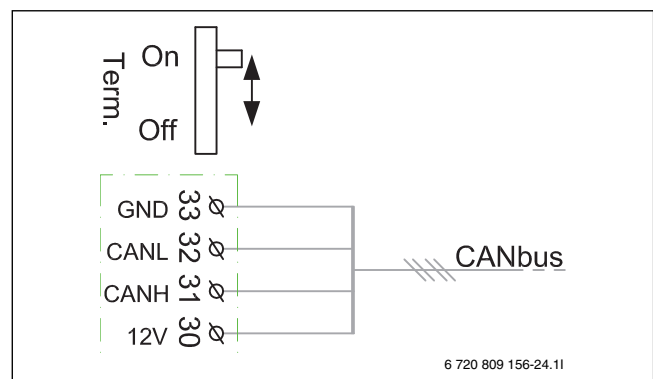 Term.
On
Off
GND 33
CANL 32
CANH 31
12V 30
CANbus
6 720 809 156-24.1I